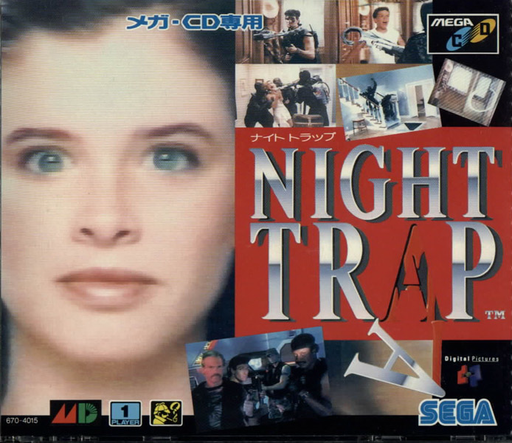 メガ・CD専用
MEGA
CD
ナイト トラップ
NIGHT
TRAP
TM
Digital Pictures
670-4015
MD
1
PLAYER
SEGA